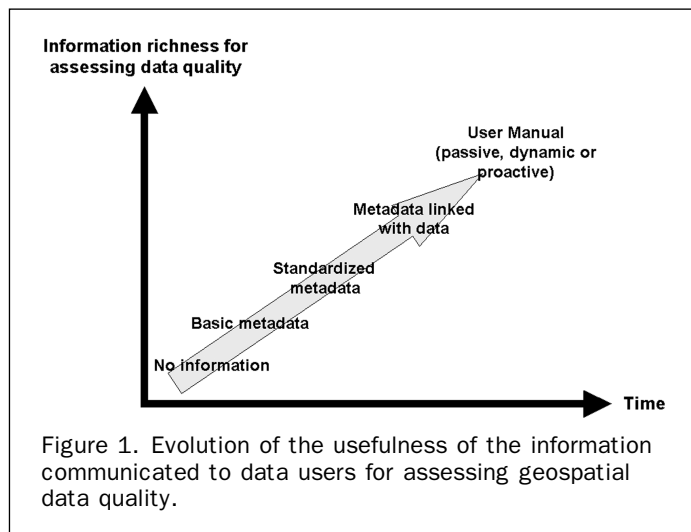 Information richness for
assessing data quality
User Manual
(passive, dynamic or
proactive)
Metadata linked
with data
Standardized
metadata
Basic metadata
No information
Time
Figure 1. Evolution of the usefulness of the information
communicated to data users for assessing geospatial
data quality.